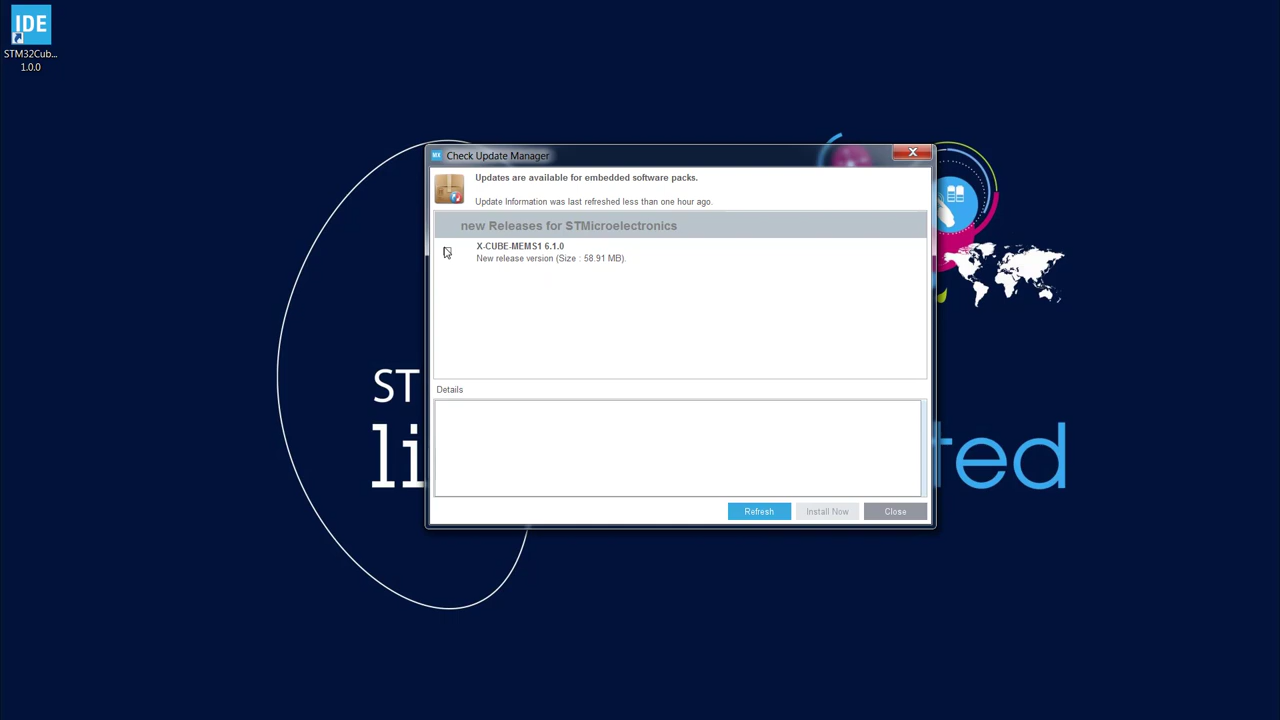 IDE
STM32Cub...
1.0.0
MX
Check Update Manager
X
Updates are available for embedded software packs.
Update Information was last refreshed less than one hour ago.
new Releases for STMicroelectronics
X-CUBE-MEMS1 6.1.0
New release version (Size : 58.91 MB).
ST
li
ted
Details
Refresh
Install Now
Close